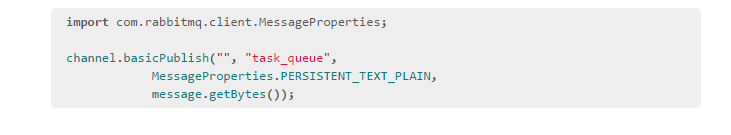 import com.rabbitmq.client.MessageProperties;
channel.basicPublish("", "task_queue",
MessageProperties.PERSISTENT_TEXT_PLAIN,
message.getBytes());